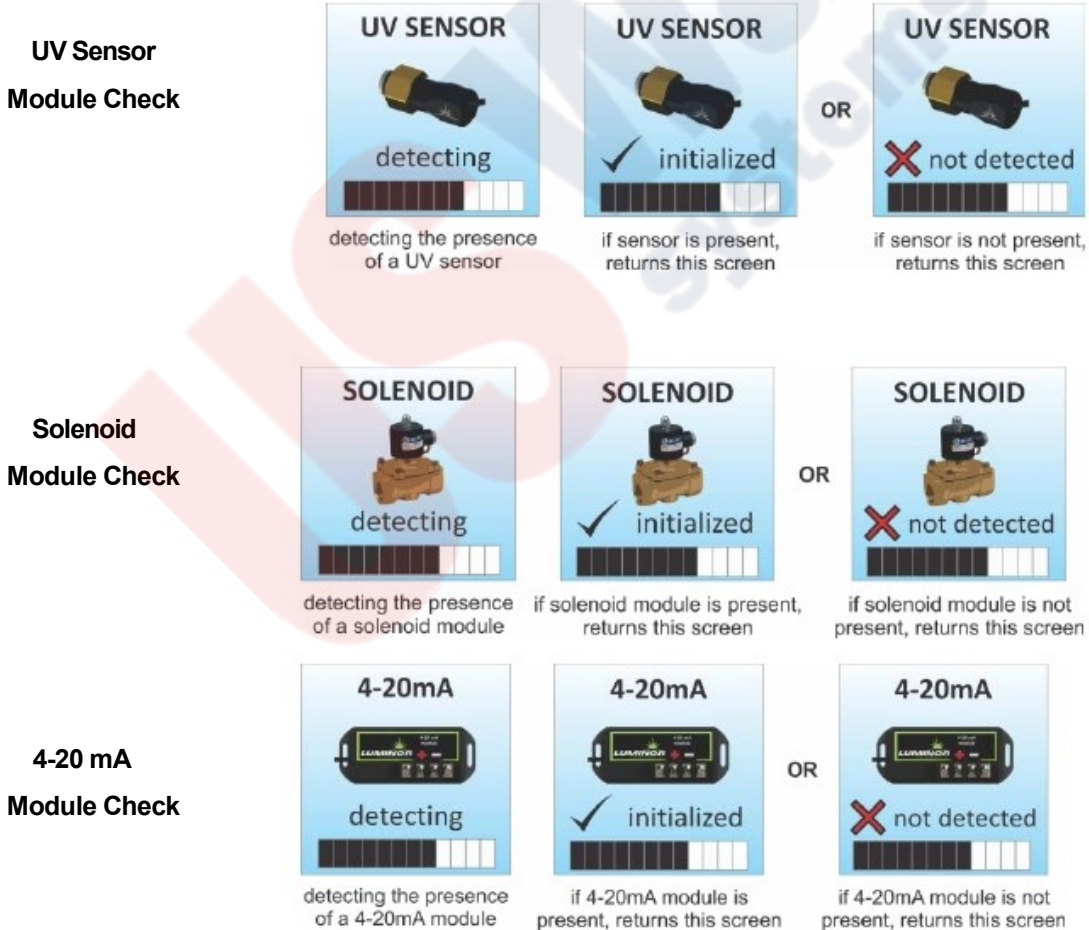 UV Sensor
Module Check
UV SENSOR
detecting
detecting the presence
of a UV sensor
UV SENSOR
initialized
if sensor is present,
returns this screen
OR
UV SENSOR
not detected
if sensor is not present,
returns this screen
Solenoid
Module Check
SOLENOID
detecting
detecting the presence
of a solenoid module
SOLENOID
initialized
if solenoid module is present,
returns this screen
OR
SOLENOID
not detected
if solenoid module is not
present, returns this screen
4-20 mA
Module Check
4-20mA
LUMINOR
detecting
detecting the presence
of a 4-20mA module
4-20mA
LUMINOR
initialized
if 4-20mA module is
present, returns this screen
OR
4-20mA
LUMINOR
not detected
if 4-20mA module is not
present, returns this screen
US
systems